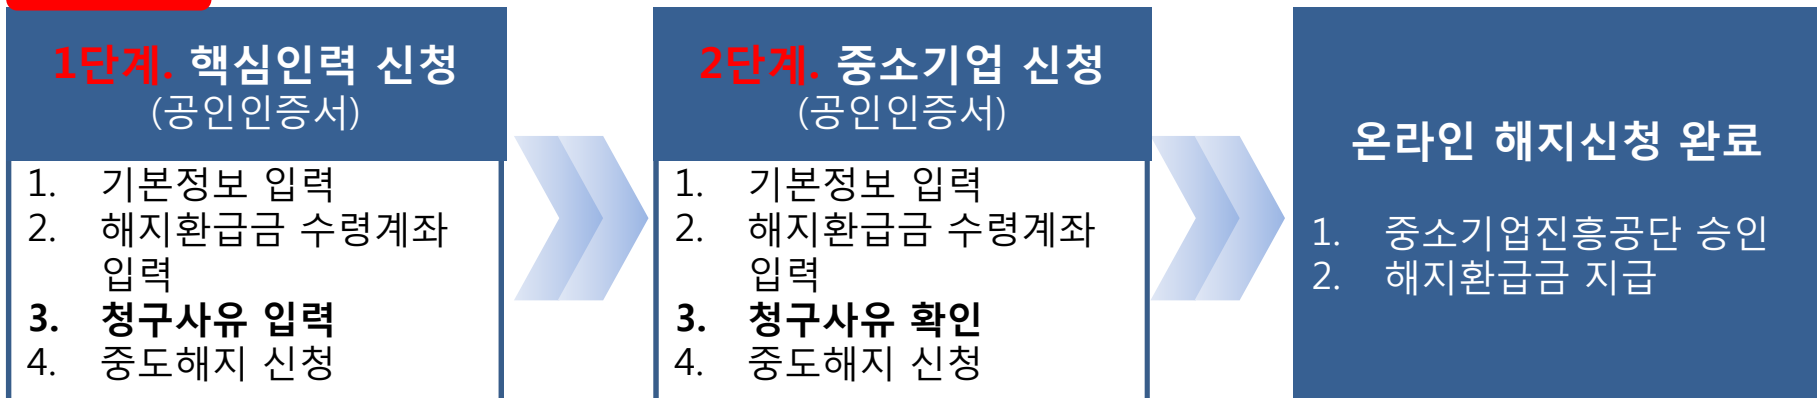 1단계. 핵심인력 신청
(공인인증서)
1. 기본정보 입력
2. 해지환급금 수령계좌
입력
3. 청구사유 입력
4. 중도해지 신청
2단계. 중소기업 신청
(공인인증서)
1. 기본정보 입력
2. 해지환급금 수령계좌
입력
3. 청구사유 확인
4. 중도해지 신청
온라인 해지신청 완료
1. 중소기업진흥공단 승인
2. 해지환급금 지급